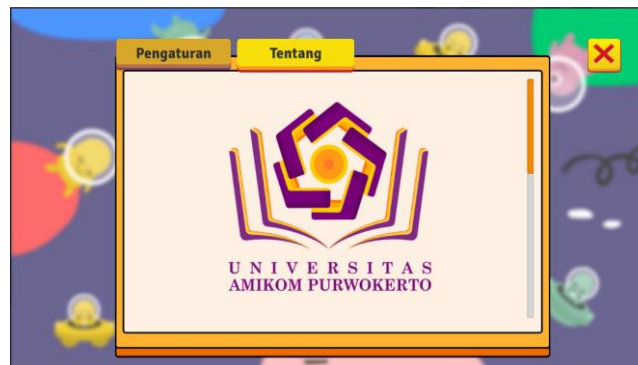 Pengaturan
Tentang
UNIVERSITAS
AMIKOM PURWOKERTO